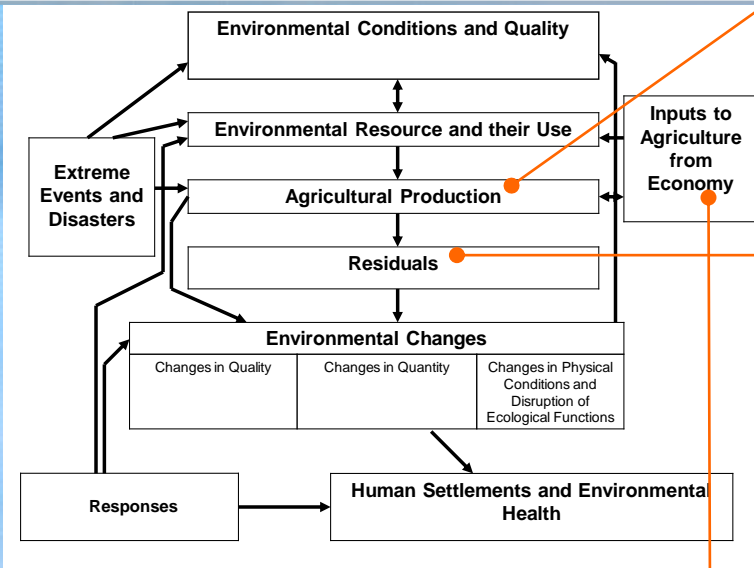 Environmental Conditions and Quality
Environmental Resource and their Use
Inputs to
Agriculture
from
Economy
Extreme
Events and
Disasters
Agricultural Production
Residuals
Environmental Changes
Changes in Quality
Changes in Quantity
Changes in Physical
Conditions and
Disruption of
Ecological Functions
Responses
Human Settlements and Environmental
Health